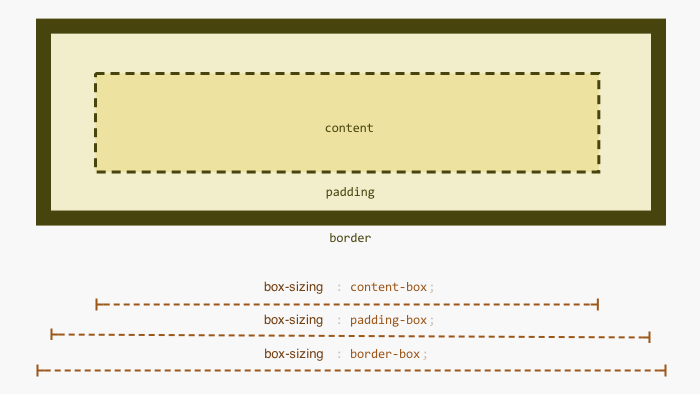 content
padding
border
box-sizing : content-box;
box-sizing : padding-box;
box-sizing : border-box;